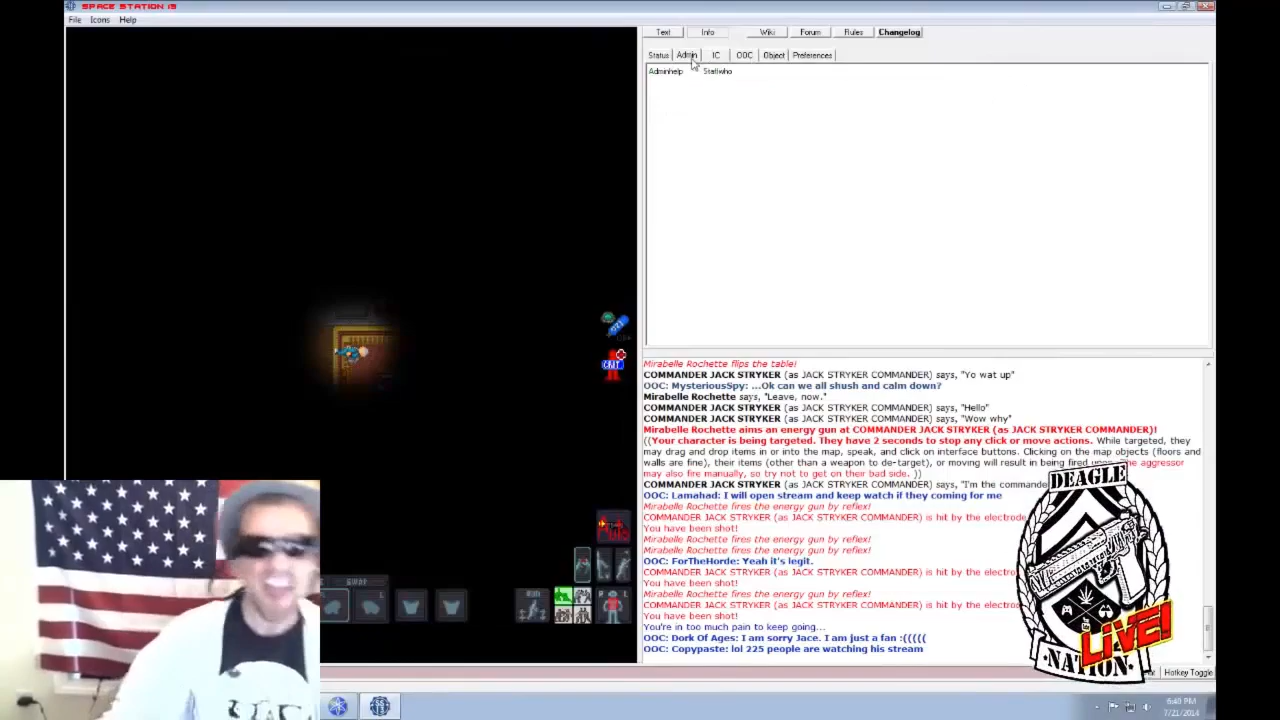 SPACE STATION 13
File Icons Help
Text Info Wiki Forum Rules Changelog
Status Admin IC OOC Object Preferences
Adminhelp Staffwho
Mirabelle Rochette flips the table!
COMMANDER JACK STRYKER (as JACK STRYKER COMMANDER) says, "Yo wat up"
OOC: MysteriousSpy: ...Ok can we all shush and calm down?
Mirabelle Rochette says, "Leave, now."
COMMANDER JACK STRYKER (as JACK STRYKER COMMANDER) says, "Hello"
COMMANDER JACK STRYKER (as JACK STRYKER COMMANDER) says, "Wow why"
Mirabelle Rochette aims an energy gun at COMMANDER JACK STRYKER (as JACK STRYKER COMMANDER)!
((Your character is being targeted. They have 2 seconds to stop any click or move actions. While targeted, they
may drag and drop items in or into the map, speak, and click on interface buttons. Clicking on the map objects (floors and
walls are fine), their items (other than a weapon to de-target), or moving will result in being fired upon. The aggressor
may also fire manually, so try not to get on their bad side. ))
COMMANDER JACK STRYKER (as JACK STRYKER COMMANDER) says, "I'm the commande
OOC: Lamahad: I will open stream and keep watch if they coming for me
Mirabelle Rochette fires the energy gun by reflex!
COMMANDER JACK STRYKER (as JACK STRYKER COMMANDER) is hit by the electrode
You have been shot!
Mirabelle Rochette fires the energy gun by reflex!
Mirabelle Rochette fires the energy gun by reflex!
OOC: ForTheHorde: Yeah it's legit.
COMMANDER JACK STRYKER (as JACK STRYKER COMMANDER) is hit by the electrod
You have been shot!
Mirabelle Rochette fires the energy gun by reflex!
COMMANDER JACK STRYKER (as JACK STRYKER COMMANDER) is hit by the electrod
You have been shot!
You're in too much pain to keep going...
OOC: Dork Of Ages: I am sorry Jace. I am just a fan :(((((
OOC: Copypaste: lol 225 people are watching his stream
CRIT
SWAP
RUN
R L
DEAGLE
LIVE!
NATION
Hotkey Toggle
6:40 PM
7/21/2014